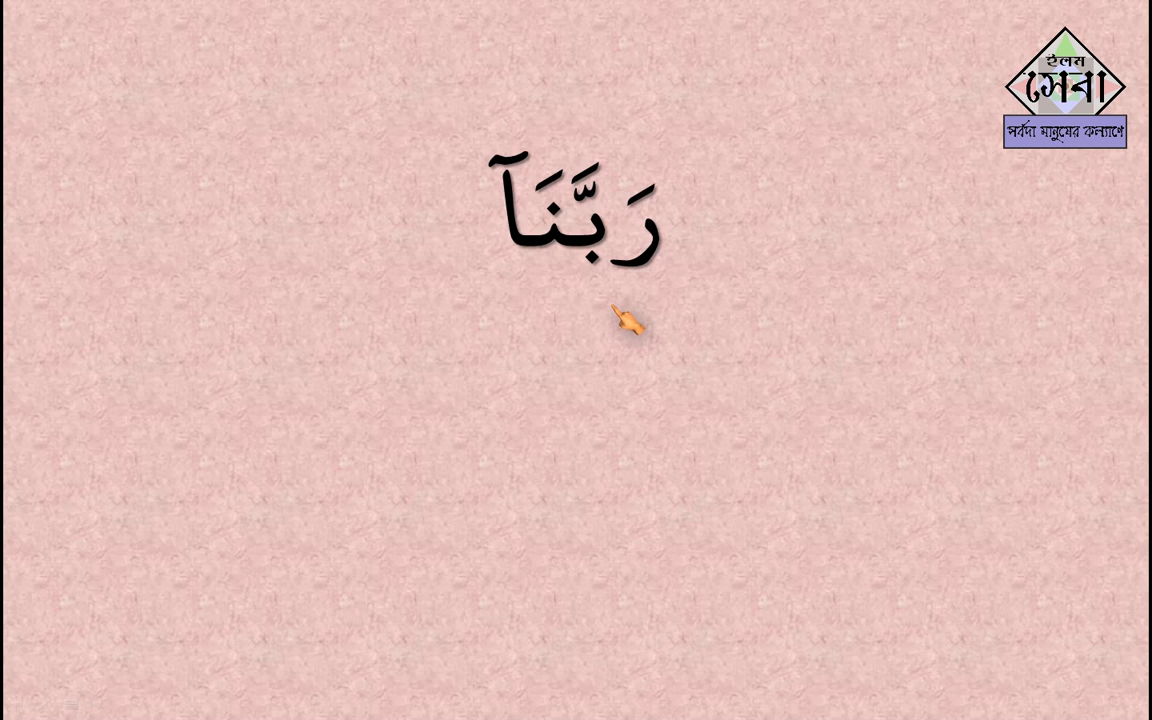 ইলম
সেবা
সর্বদা মানুষের কল্যাণে
رَبَّنَآ